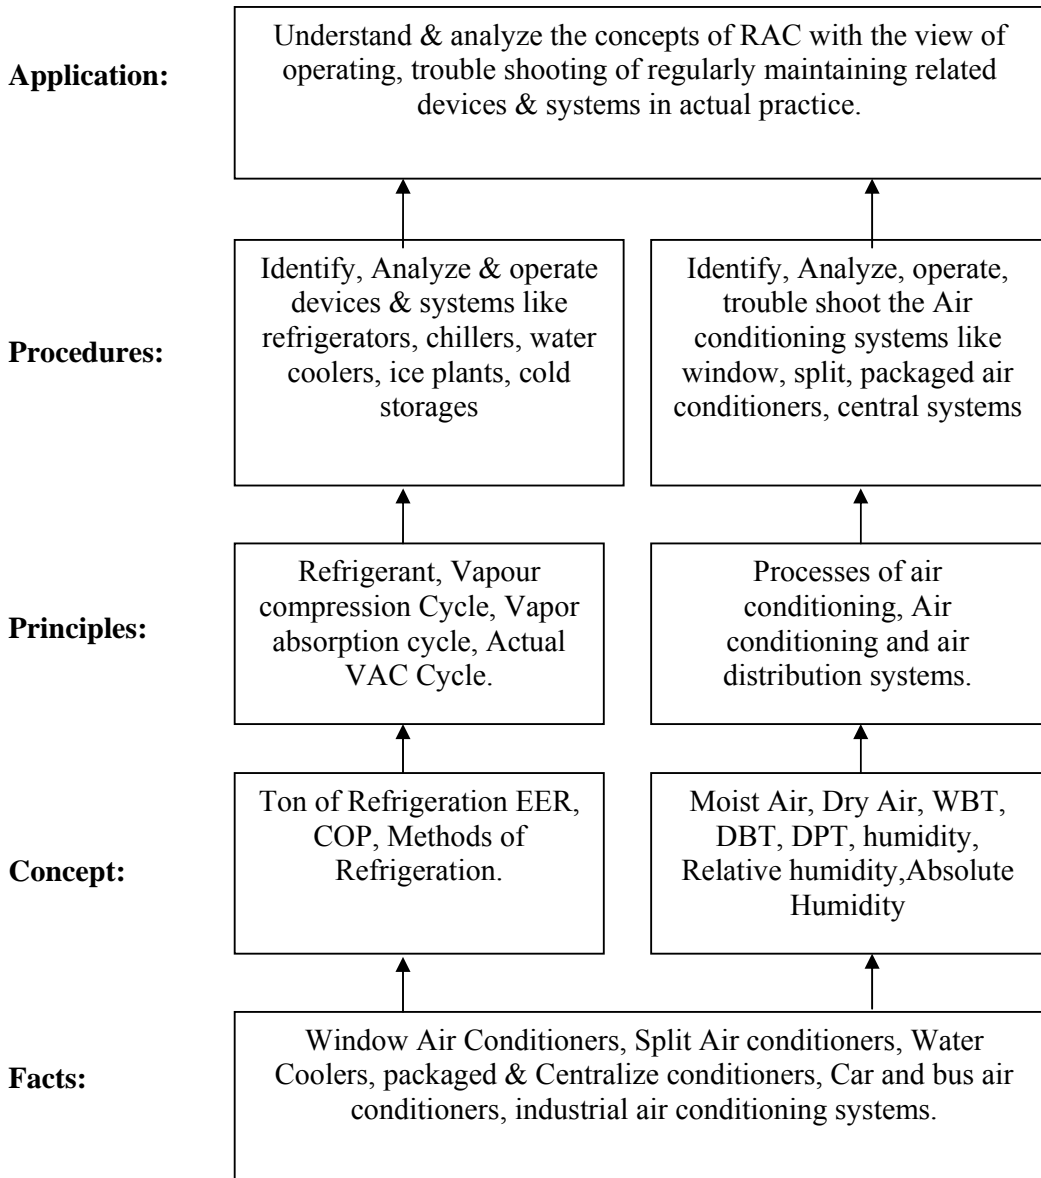 Application:
Understand & analyze the concepts of RAC with the view of
operating, trouble shooting of regularly maintaining related
devices & systems in actual practice.
Procedures:
Identify, Analyze & operate
devices & systems like
refrigerators, chillers, water
coolers, ice plants, cold
storages
Identify, Analyze, operate,
trouble shoot the Air
conditioning systems like
window, split, packaged air
conditioners, central systems
Principles:
Refrigerant, Vapour
compression Cycle, Vapor
absorption cycle, Actual
VAC Cycle.
Processes of air
conditioning, Air
conditioning and air
distribution systems.
Concept:
Ton of Refrigeration EER,
COP, Methods of
Refrigeration.
Moist Air, Dry Air, WBT,
DBT, DPT, humidity,
Relative humidity,Absolute
Humidity
Facts:
Window Air Conditioners, Split Air conditioners, Water
Coolers, packaged & Centralize conditioners, Car and bus air
conditioners, industrial air conditioning systems.